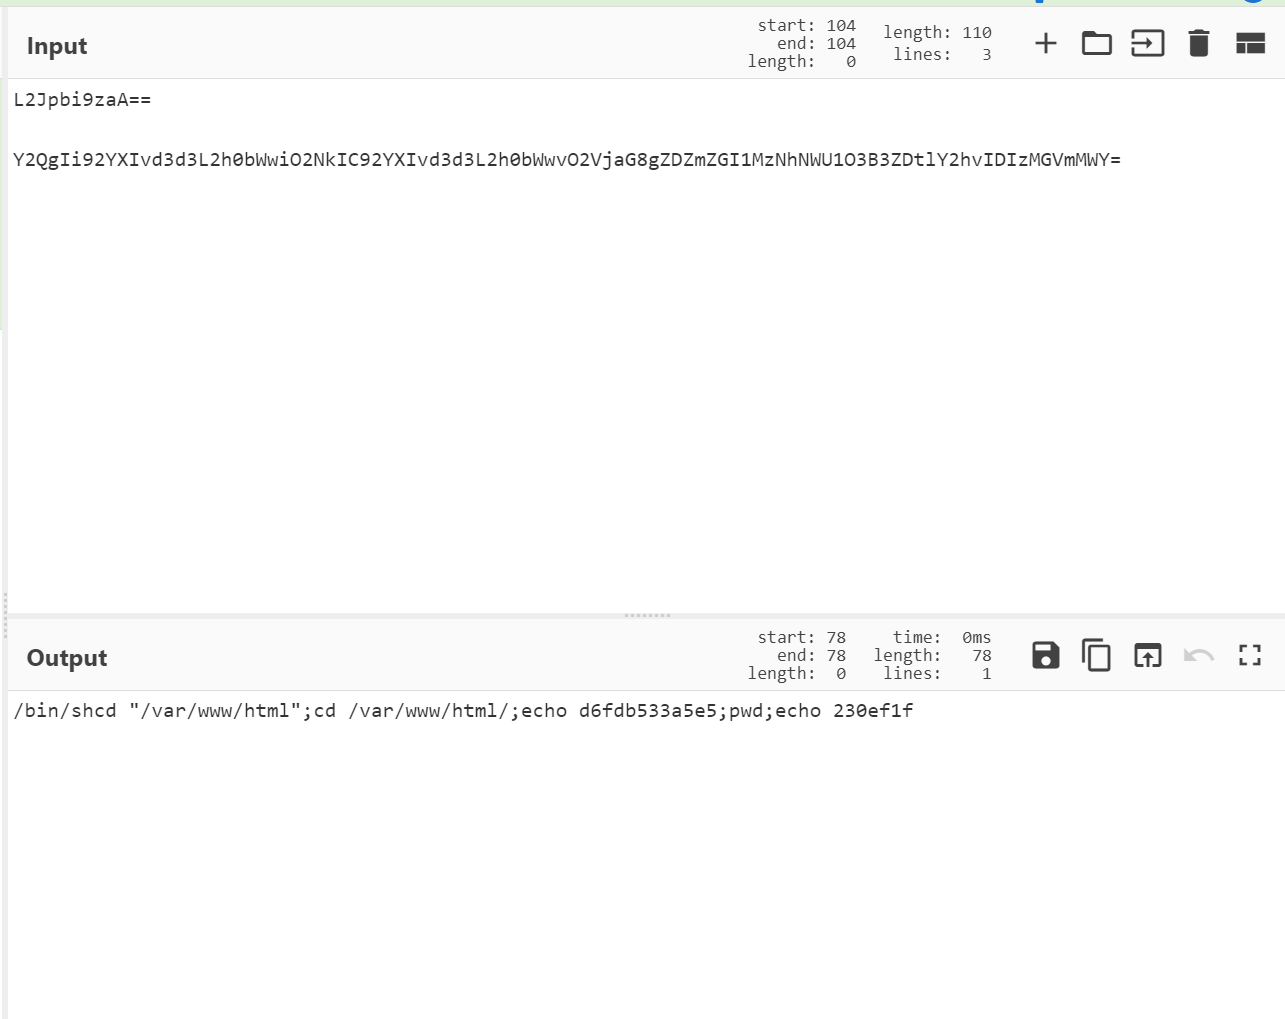 Input
start: 104
end: 104
length: 0
length: 110
lines: 3
L2Jpbi9zaA==
Y2QgIi92YXIvd3d3L2h0bWwiO2NkIC92YXIvd3d3L2h0bWwvO2VjaG8gZDZmZGI1MzNhNWU1O3B3ZDtlY2hvIDIzMGVmMWY=
Output
start: 78
end: 78
length: 0
time: 0ms
length: 78
lines: 1
/bin/shcd "/var/www/html";cd /var/www/html/;echo d6fdb533a5e5;pwd;echo 230ef1f